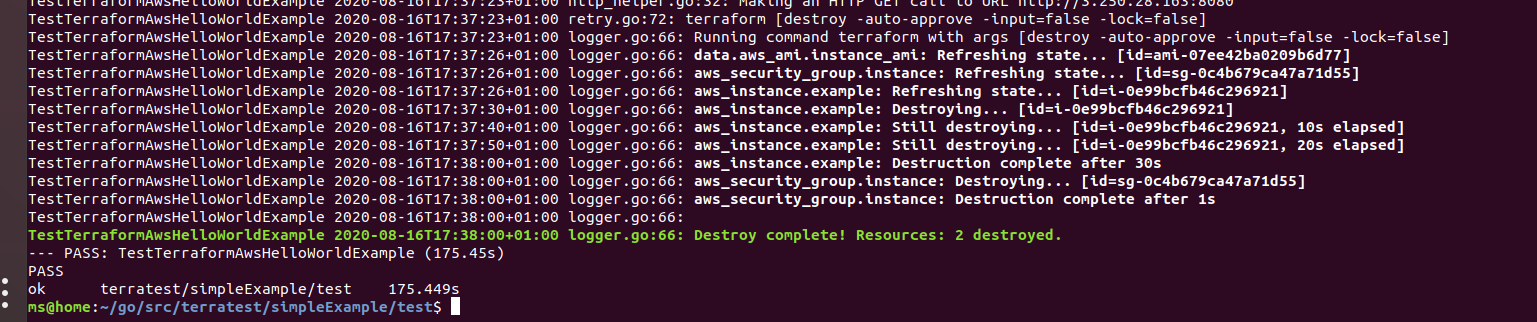 TestTerraformAwsHelloWorldExample 2020-08-16T17:37:23+01:00 http_helper.go:32: Making an HTTP GET call to URL http://3.250.28.163:8080
TestTerraformAwsHelloWorldExample 2020-08-16T17:37:23+01:00 retry.go:72: terraform [destroy -auto-approve -input=false -lock=false]
TestTerraformAwsHelloWorldExample 2020-08-16T17:37:23+01:00 logger.go:66: Running command terraform with args [destroy -auto-approve -input=false -lock=false]
TestTerraformAwsHelloWorldExample 2020-08-16T17:37:26+01:00 logger.go:66: data.aws_ami.instance_ami: Refreshing state... [id=ami-07ee42ba0209b6d77]
TestTerraformAwsHelloWorldExample 2020-08-16T17:37:26+01:00 logger.go:66: aws_security_group.instance: Refreshing state... [id=sg-0c4b679ca47a71d55]
TestTerraformAwsHelloWorldExample 2020-08-16T17:37:26+01:00 logger.go:66: aws_instance.example: Refreshing state... [id=i-0e99bcfb46c296921]
TestTerraformAwsHelloWorldExample 2020-08-16T17:37:30+01:00 logger.go:66: aws_instance.example: Destroying... [id=i-0e99bcfb46c296921]
TestTerraformAwsHelloWorldExample 2020-08-16T17:37:40+01:00 logger.go:66: aws_instance.example: Still destroying... [id=i-0e99bcfb46c296921, 10s elapsed]
TestTerraformAwsHelloWorldExample 2020-08-16T17:37:50+01:00 logger.go:66: aws_instance.example: Still destroying... [id=i-0e99bcfb46c296921, 20s elapsed]
TestTerraformAwsHelloWorldExample 2020-08-16T17:38:00+01:00 logger.go:66: aws_instance.example: Destruction complete after 30s
TestTerraformAwsHelloWorldExample 2020-08-16T17:38:00+01:00 logger.go:66: aws_security_group.instance: Destroying... [id=sg-0c4b679ca47a71d55]
TestTerraformAwsHelloWorldExample 2020-08-16T17:38:00+01:00 logger.go:66: aws_security_group.instance: Destruction complete after 1s
TestTerraformAwsHelloWorldExample 2020-08-16T17:38:00+01:00 logger.go:66:
TestTerraformAwsHelloWorldExample 2020-08-16T17:38:00+01:00 logger.go:66: Destroy complete! Resources: 2 destroyed.
--- PASS: TestTerraformAwsHelloWorldExample (175.45s)
PASS
ok      terratest/simpleExample/test    175.449s
ms@home:~/go/src/terratest/simpleExample/test$